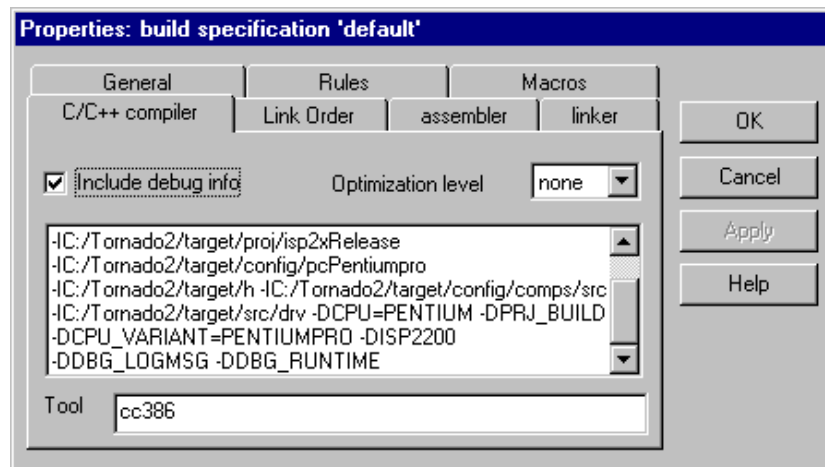 Properties: build specification 'default'
General Rules Macros
C/C++ compiler Link Order assembler linker
OK
Include debug info Optimization level none
Cancel
-IC:/Tornado2/target/proj/isp2xRelease
-IC:/Tornado2/target/config/pcPentiumpro
Apply
-IC:/Tornado2/target/h -IC:/Tornado2/target/config/comps/src
Help
-IC:/Tornado2/target/src/drv -DCPU=PENTIUM -DPRJ_BUILD
-DCPU_VARIANT=PENTIUMPRO -DISP2200
-DDBG_LOGMSG -DDBG_RUNTIME
Tool cc386